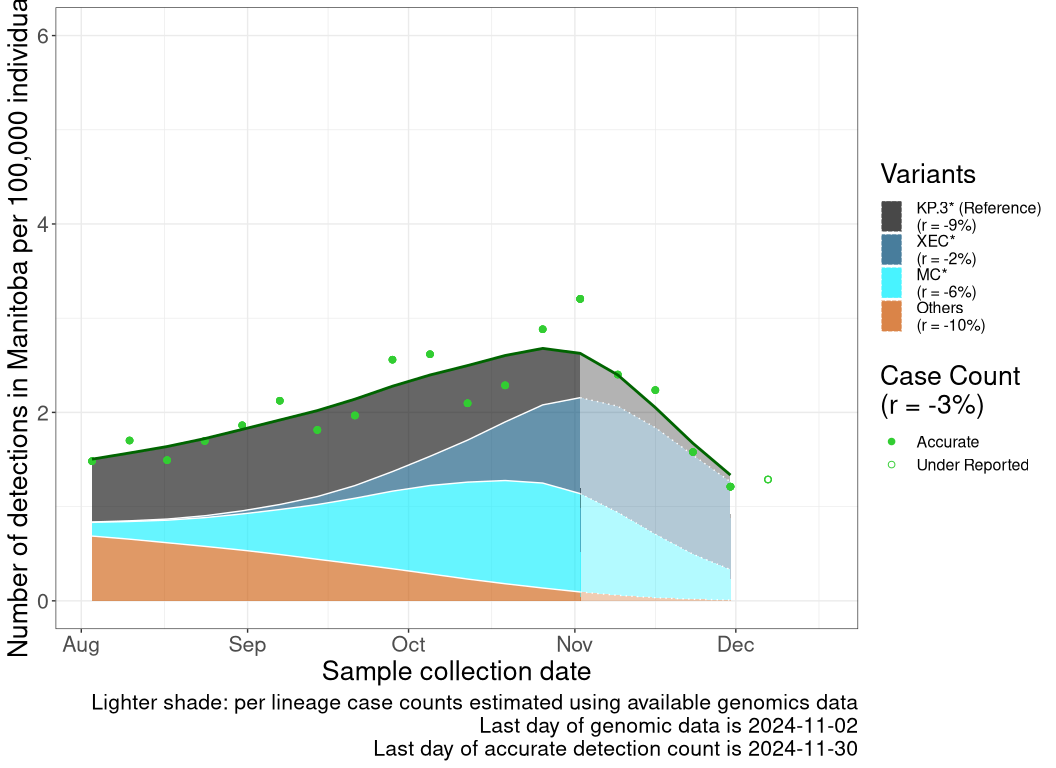 Number of detections in Manitoba per 100,000 individua
6
4
2
0
Aug Sep Oct Nov Dec
Sample collection date
Lighter shade: per lineage case counts estimated using available genomics data
Last day of genomic data is 2024-11-02
Last day of accurate detection count is 2024-11-30
Variants
KP.3* (Reference)
(r = -9%)
XEC*
(r = -2%)
MC*
(r = -6%)
Others
(r = -10%)
Case Count
(r = -3%)
Accurate
Under Reported